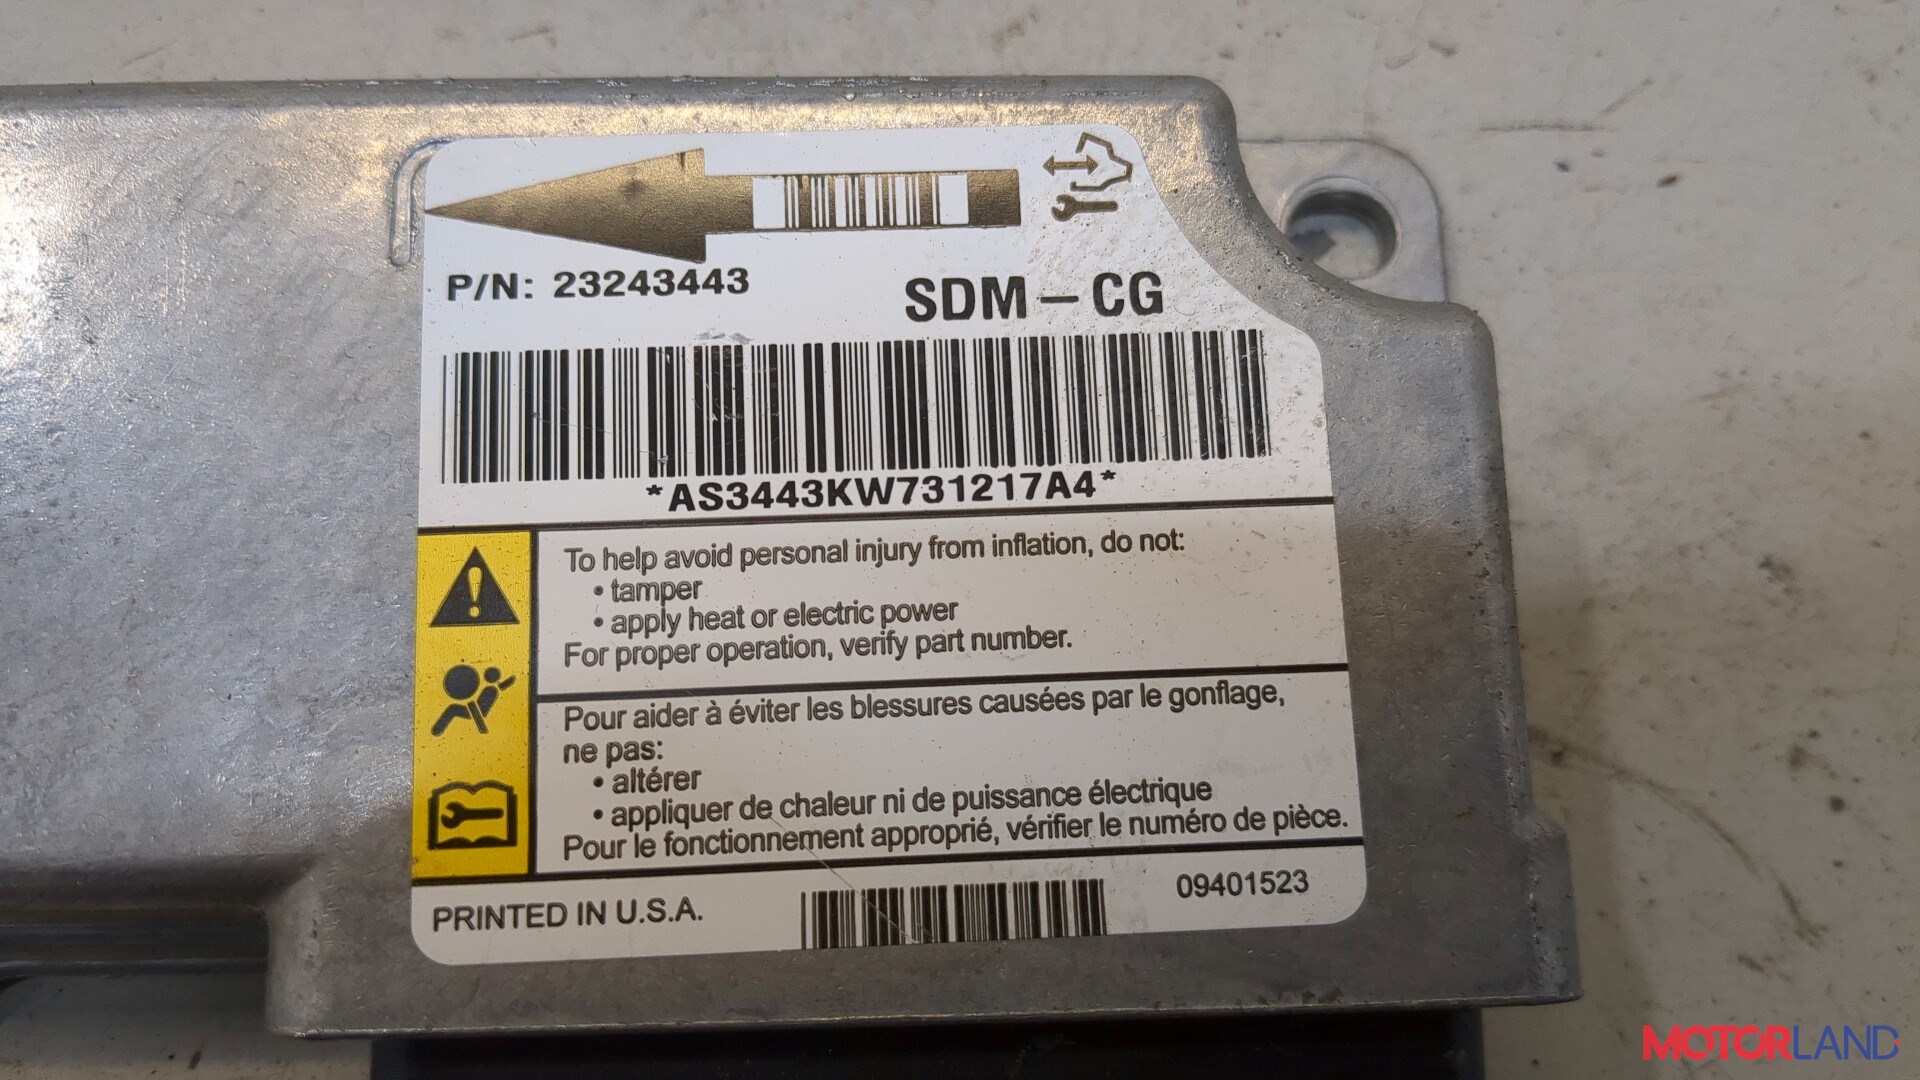 P/N: 23243443
SDM – CG
*AS3443KW731217A4*
To help avoid personal injury from inflation, do not:
• tamper
• apply heat or electric power
For proper operation, verify part number.
Pour aider à éviter les blessures causées par le gonflage,
ne pas:
• altérer
• appliquer de chaleur ni de puissance électrique
Pour le fonctionnement approprié, vérifier le numéro de pièce.
PRINTED IN U.S.A.
09401523
MOTORLAND